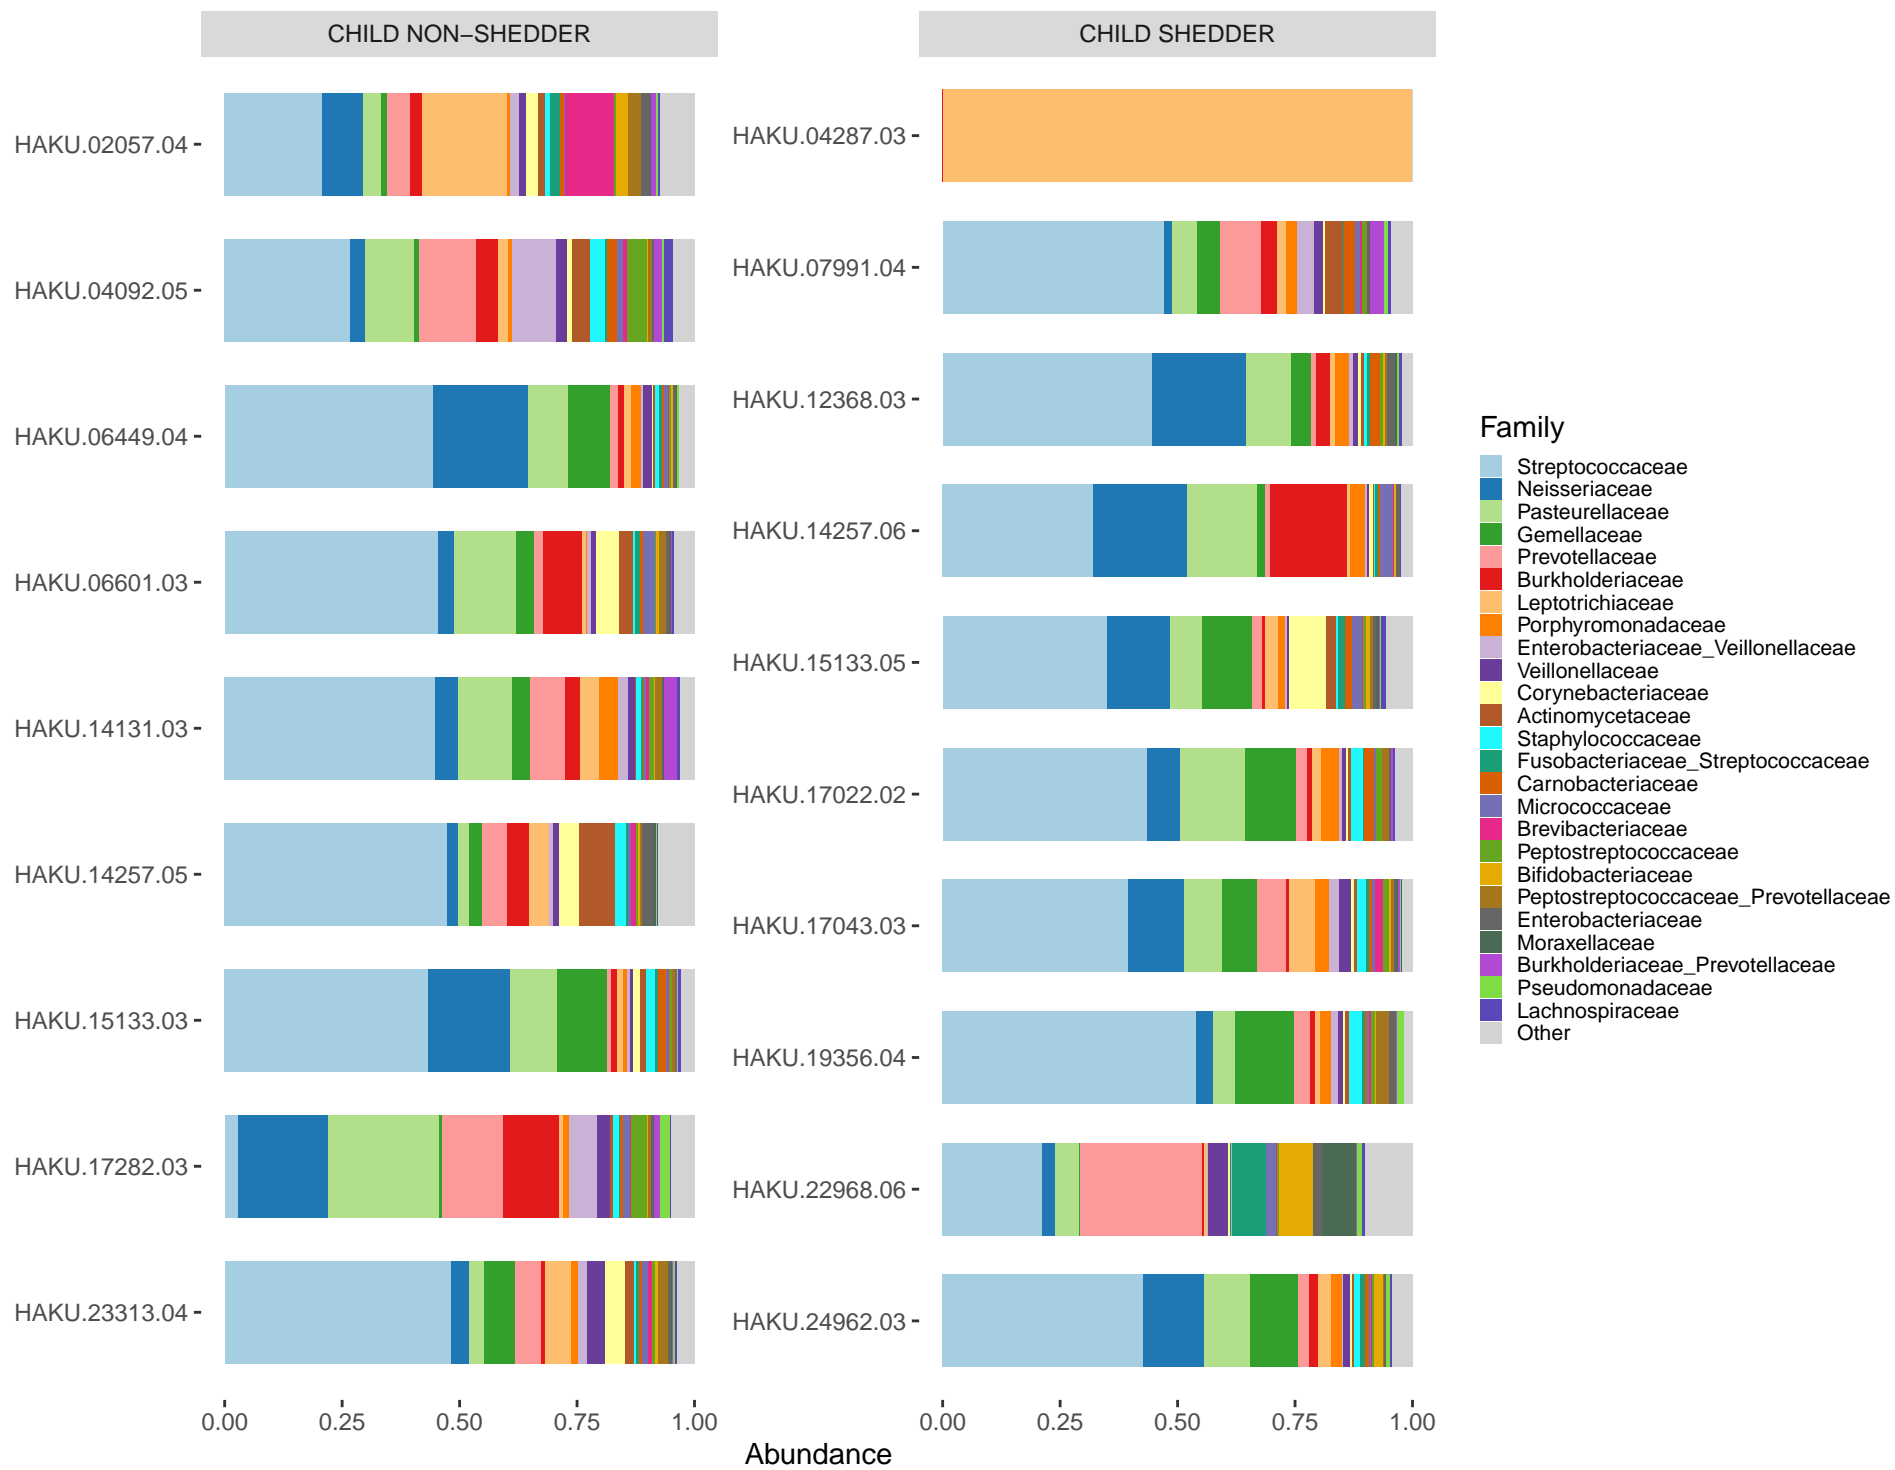 CHILD NON−SHEDDER
HAKU.02057.04
HAKU.04092.05
HAKU.06449.04
HAKU.06601.03
HAKU.14131.03
HAKU.14257.05
HAKU.15133.03
HAKU.17282.03
HAKU.23313.04
0.00 0.25 0.50 0.75 1.00
CHILD SHEDDER
HAKU.04287.03
HAKU.07991.04
HAKU.12368.03
HAKU.14257.06
HAKU.15133.05
HAKU.17022.02
HAKU.17043.03
HAKU.19356.04
HAKU.22968.06
HAKU.24962.03
0.00 0.25 0.50 0.75 1.00
Abundance
Family
Streptococcaceae
Neisseriaceae
Pasteurellaceae
Gemellaceae
Prevotellaceae
Burkholderiaceae
Leptotrichiaceae
Porphyromonadaceae
Enterobacteriaceae_Veillonellaceae
Veillonellaceae
Corynebacteriaceae
Actinomycetaceae
Staphylococcaceae
Fusobacteriaceae_Streptococcaceae
Carnobacteriaceae
Micrococcaceae
Brevibacteriaceae
Peptostreptococcaceae
Bifidobacteriaceae
Peptostreptococcaceae_Prevotellaceae
Enterobacteriaceae
Moraxellaceae
Burkholderiaceae_Prevotellaceae
Pseudomonadaceae
Lachnospiraceae
Other